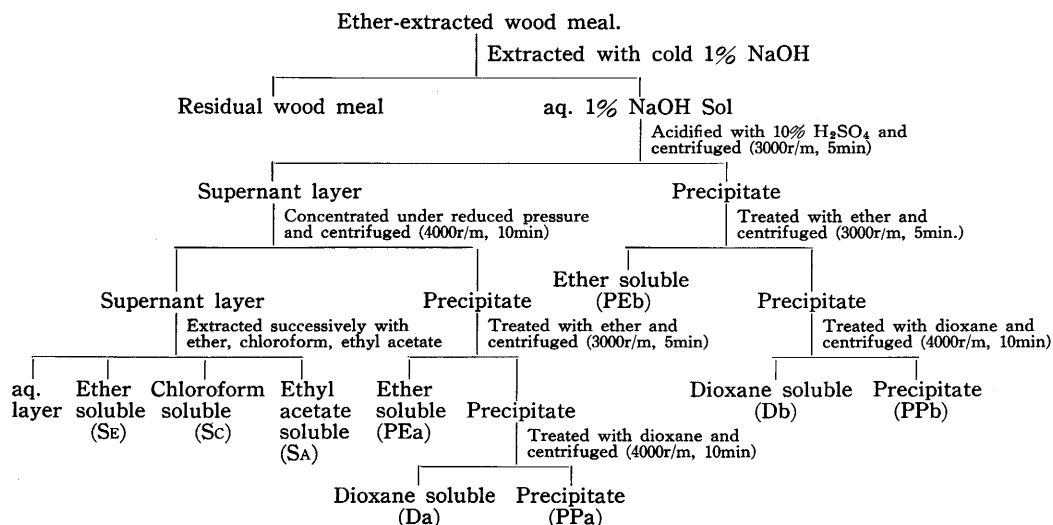 Ether-extracted wood meal.
Extracted with cold 1% NaOH
Residual wood meal
aq. 1% NaOH Sol
Acidified with 10% H₂SO₄ and
centrifuged (3000r/m, 5min)
Supernant layer
Precipitate
Concentrated under reduced pressure
and centrifuged (4000r/m, 10min)
Treated with ether and
centrifuged (3000r/m, 5min.)
Ether soluble
(PEb)
Supernant layer
Precipitate
Precipitate
Extracted successively with
ether, chloroform, ethyl acetate
Treated with ether and
centrifuged (3000r/m, 5min)
Treated with dioxane and
centrifuged (4000r/m, 10min)
aq.
layer
Ether
soluble
(SE)
Chloroform
soluble
(SC)
Ethyl
acetate
soluble
(SA)
Ether
soluble
(PEa)
Precipitate
Dioxane soluble
(Db)
Precipitate
(PPb)
Treated with dioxane and
centrifuged (4000r/m, 10min)
Dioxane soluble
(Da)
Precipitate
(PPa)